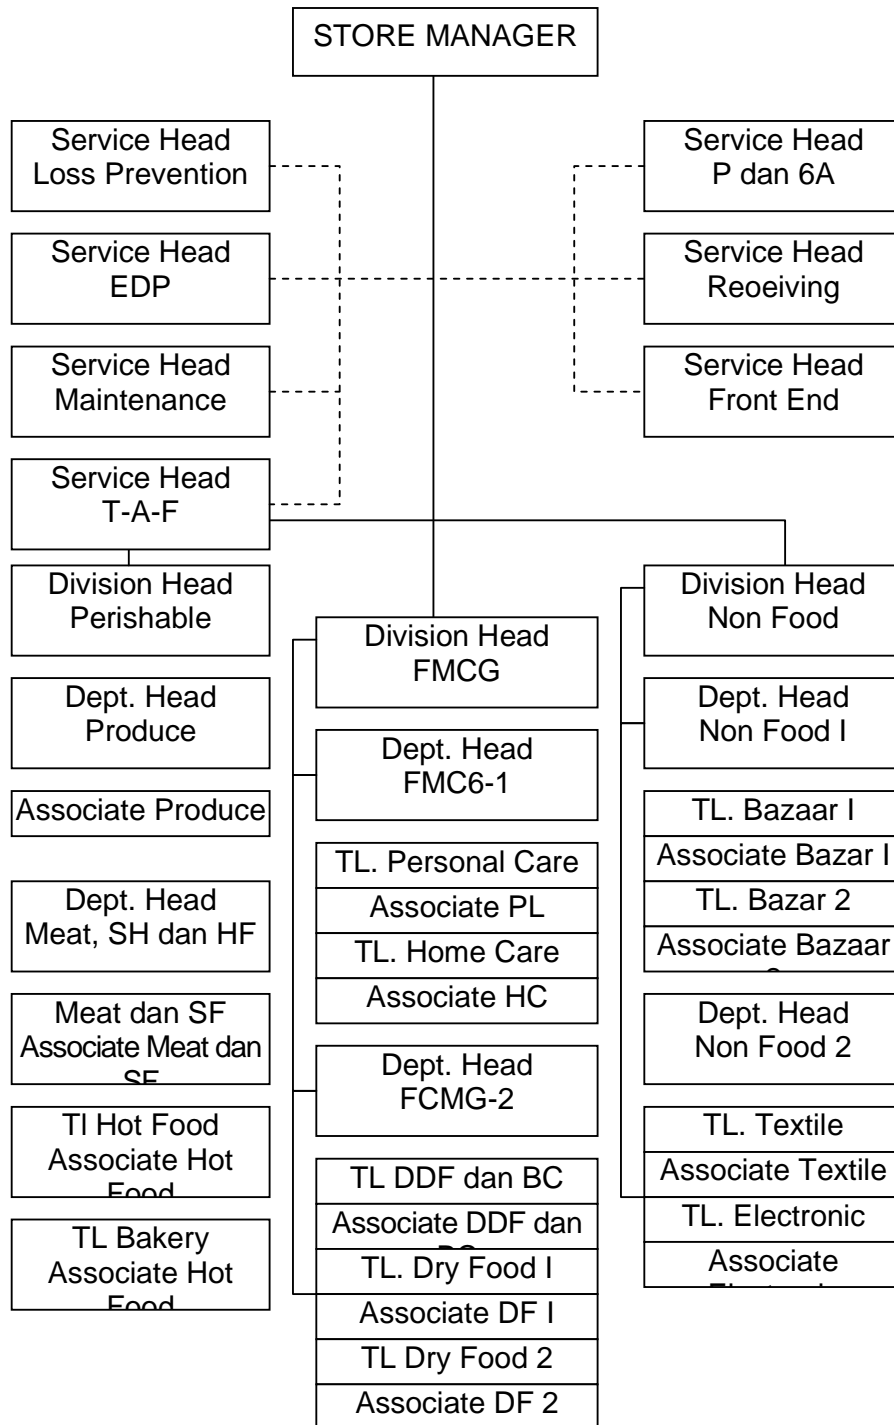 STORE MANAGER
Service Head
Loss Prevention
Service Head
EDP
Service Head
Maintenance
Service Head
T-A-F
Service Head
P dan 6A
Service Head
Reoeiving
Service Head
Front End
Division Head
Perishable
Dept. Head
Produce
Associate Produce
Dept. Head
Meat, SH dan HF
Meat dan SF
Associate Meat dan
SF
Tl Hot Food
Associate Hot
Food
TL Bakery
Associate Hot
Food
Division Head
FMCG
Dept. Head
FMC6-1
TL. Personal Care
Associate PL
TL. Home Care
Associate HC
Dept. Head
FCMG-2
TL DDF dan BC
Associate DDF dan
TL. Dry Food I
Associate DF I
TL Dry Food 2
Associate DF 2
Division Head
Non Food
Dept. Head
Non Food I
TL. Bazaar I
Associate Bazar I
TL. Bazar 2
Associate Bazaar
Dept. Head
Non Food 2
TL. Textile
Associate Textile
TL. Electronic
Associate